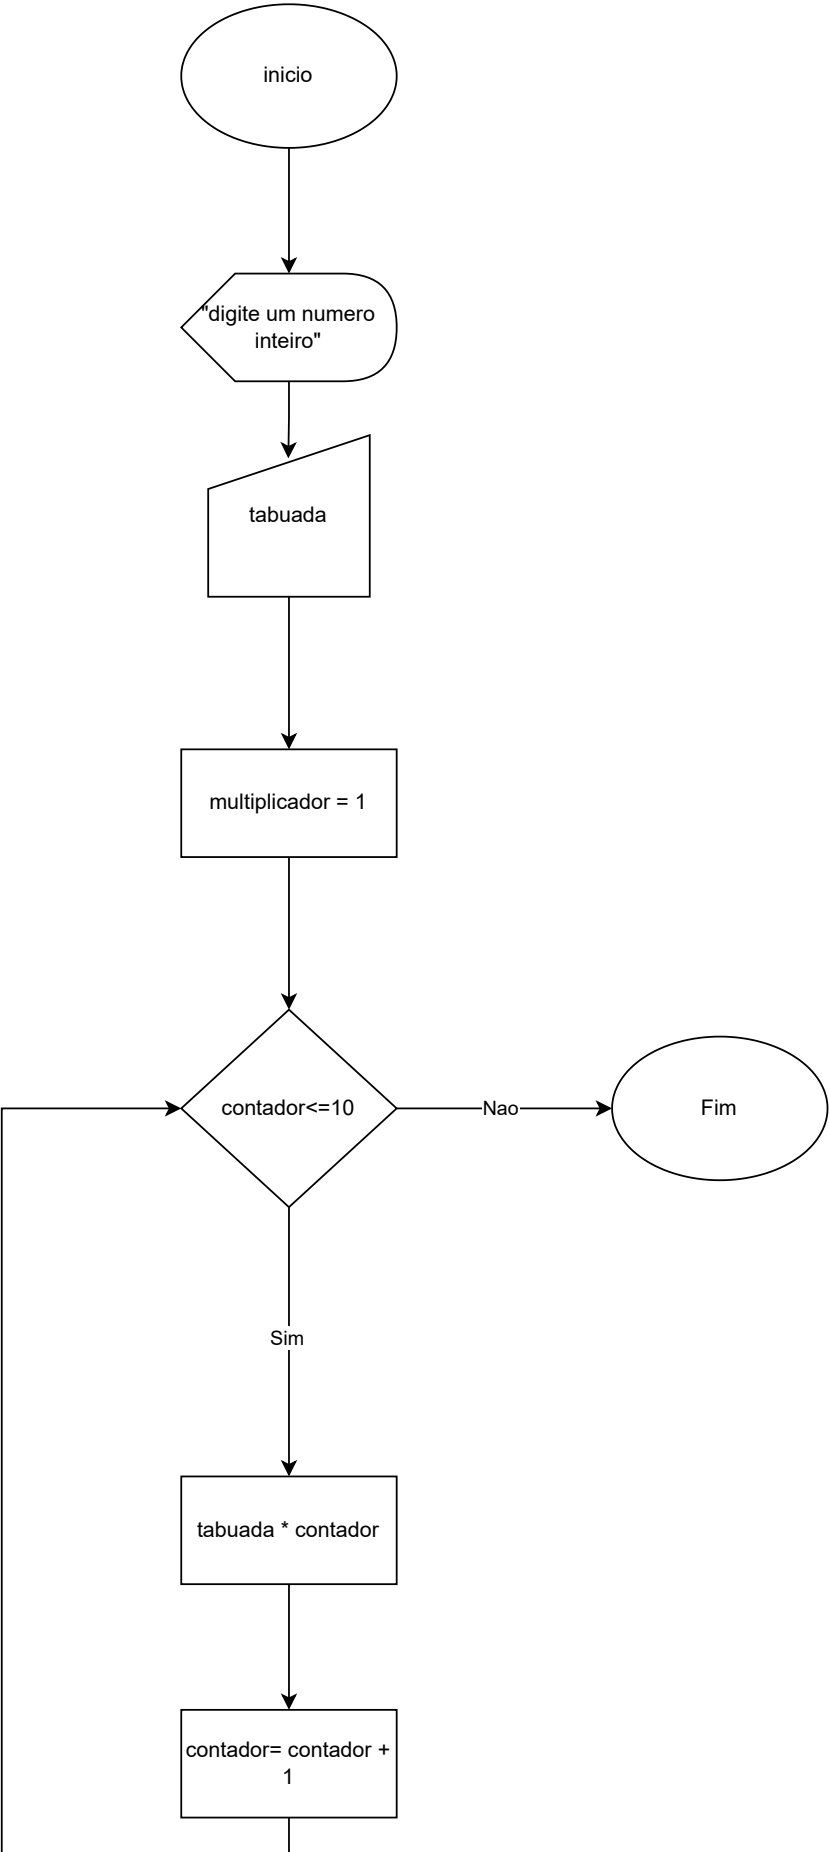 inicio
"digite um numero
inteiro"
tabuada
multiplicador = 1
contador<=10
Nao
Fim
Sim
tabuada * contador
contador= contador +
1